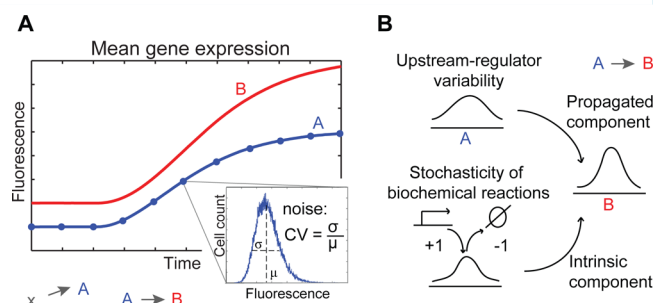 A
Mean gene expression
Fluorescence
B
A
Time
Cell count
noise:
CV = σ
μ
σ
μ
Fluorescence
x → A
A → B
B
Upstream-regulator
variability
A → B
A
Propagated
component
Stochasticity of
biochemical reactions
B
+1
-1
Intrinsic
component